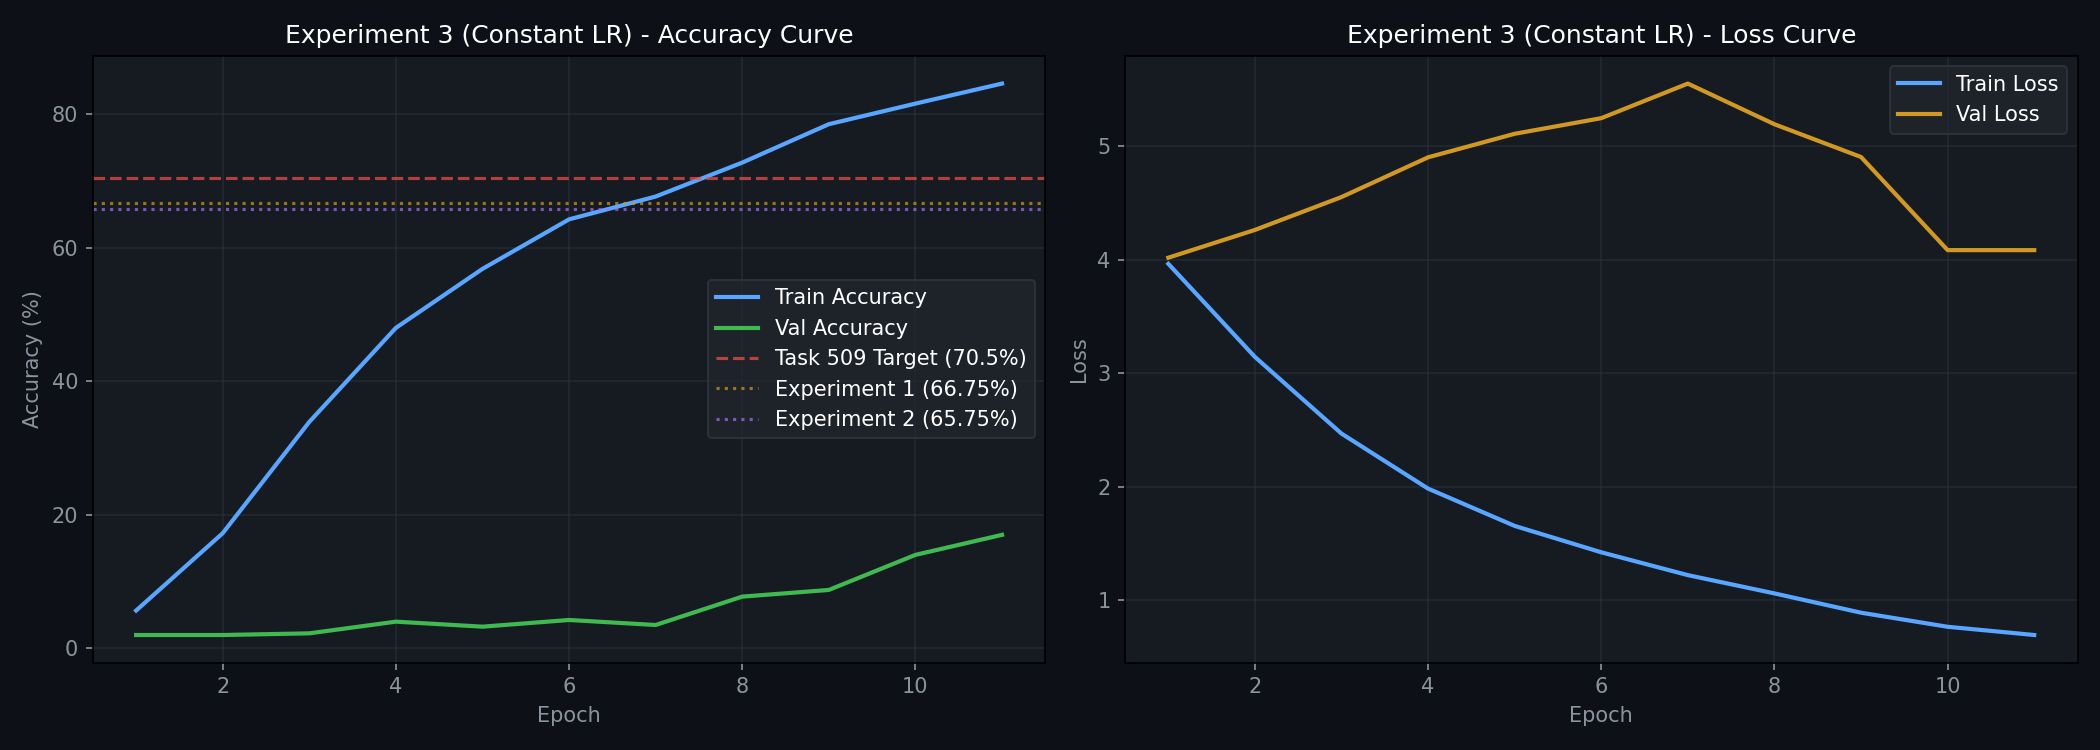 Experiment 3 (Constant LR) - Accuracy Curve
Accuracy (%)
80
60
40
20
0
Train Accuracy
Val Accuracy
Task 509 Target (70.5%)
Experiment 1 (66.75%)
Experiment 2 (65.75%)
2 4 6 8 10
Epoch
Experiment 3 (Constant LR) - Loss Curve
Loss
5
4
3
2
1
Train Loss
Val Loss
2 4 6 8 10
Epoch